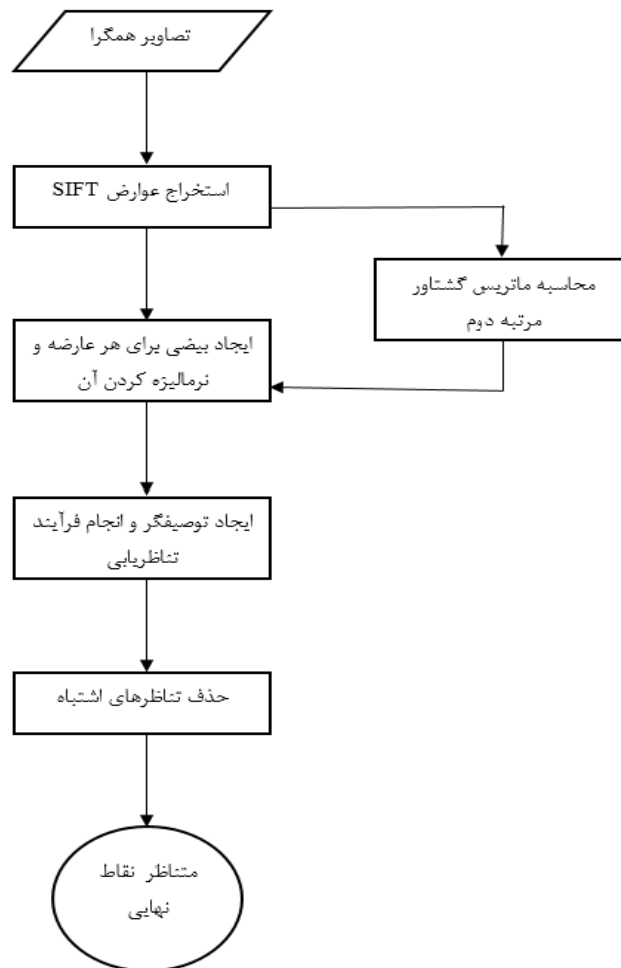 تصاویر همگرا
استخراج عوارض SIFT
محاسبه ماتریس گشتاور
مرتبه دوم
ایجاد بیضی برای هر عارضه و
نرمالیزه کردن آن
ایجاد توصیفگر و انجام فرآیند
تناظریابی
حذف تناظرهای اشتباه
متناظر نقاط
نهایی